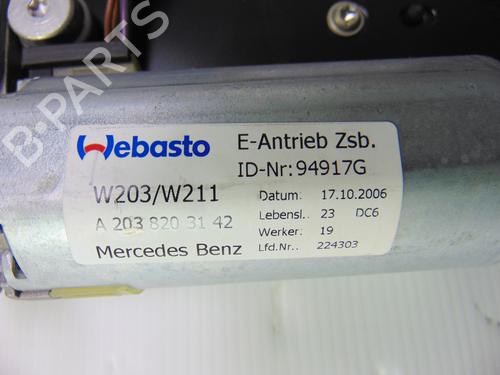 B-PARTS
Webasto
E-Antrieb Zsb.
ID-Nr: 94917G
W203/W211
Datum: 17.10.2006
A 203 820 31 42
Lebensl.. 23 DC6
Werker: 19
Mercedes Benz
Lfd.Nr.. 224303